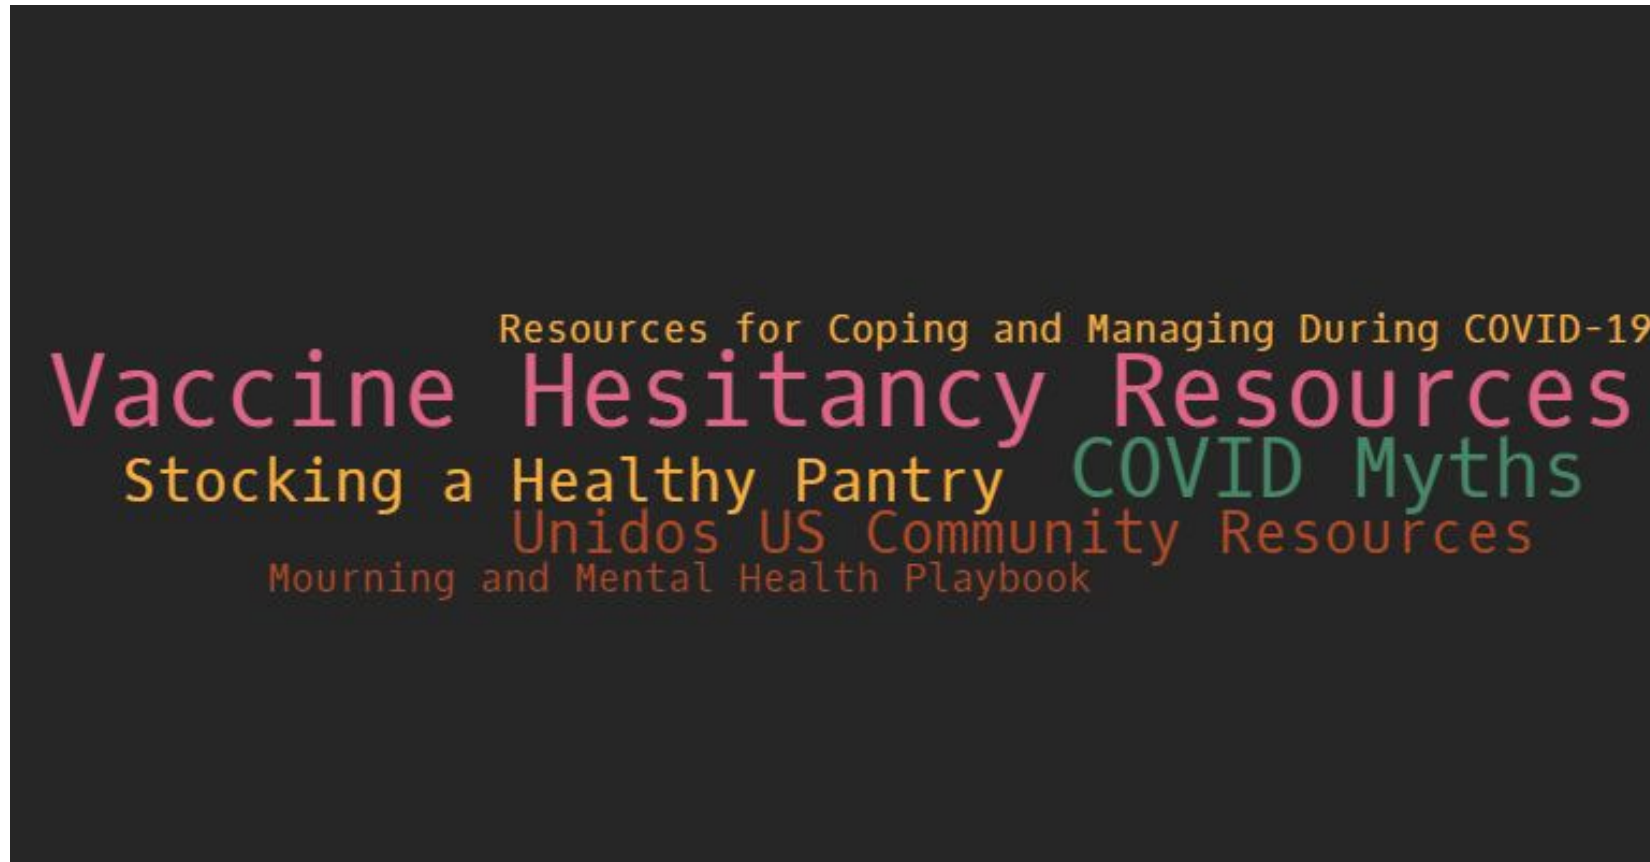 Resources for Coping and Managing During COVID-19
Vaccine Hesitancy Resources
Stocking a Healthy Pantry
COVID Myths
Unidos US Community Resources
Mourning and Mental Health Playbook